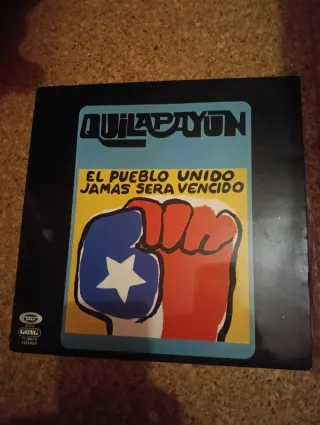 QUILAPAYUN
EL PUEBLO UNIDO
JAMAS SERA VENCIDO